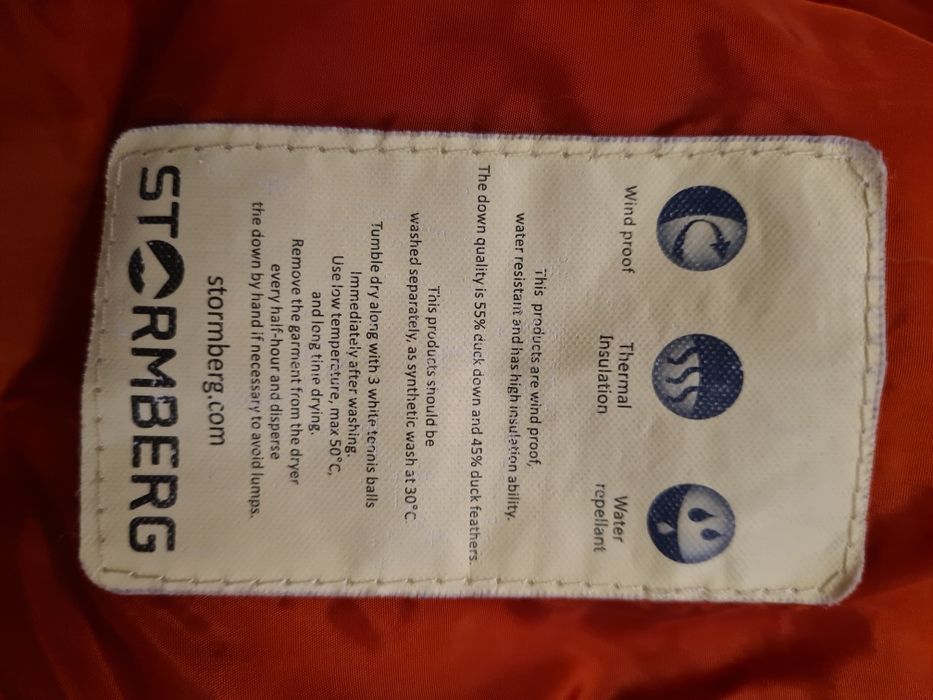 Wind proof
Thermal
Insulation
Water
repellant
This products are wind proof,
water resistant and has high insulation ability.
The down quality is 55% duck down and 45% duck feathers.
This products should be
washed separately, as synthetic wash at 30°C.
Tumble dry along with 3 white tennis balls
Immediately after washing.
Use low temperature, max 50°C,
and long time drying.
Remove the garment from the dryer
every half-hour and disperse
the down by hand if necessary to avoid lumps.
stormberg.com
STORMBERG